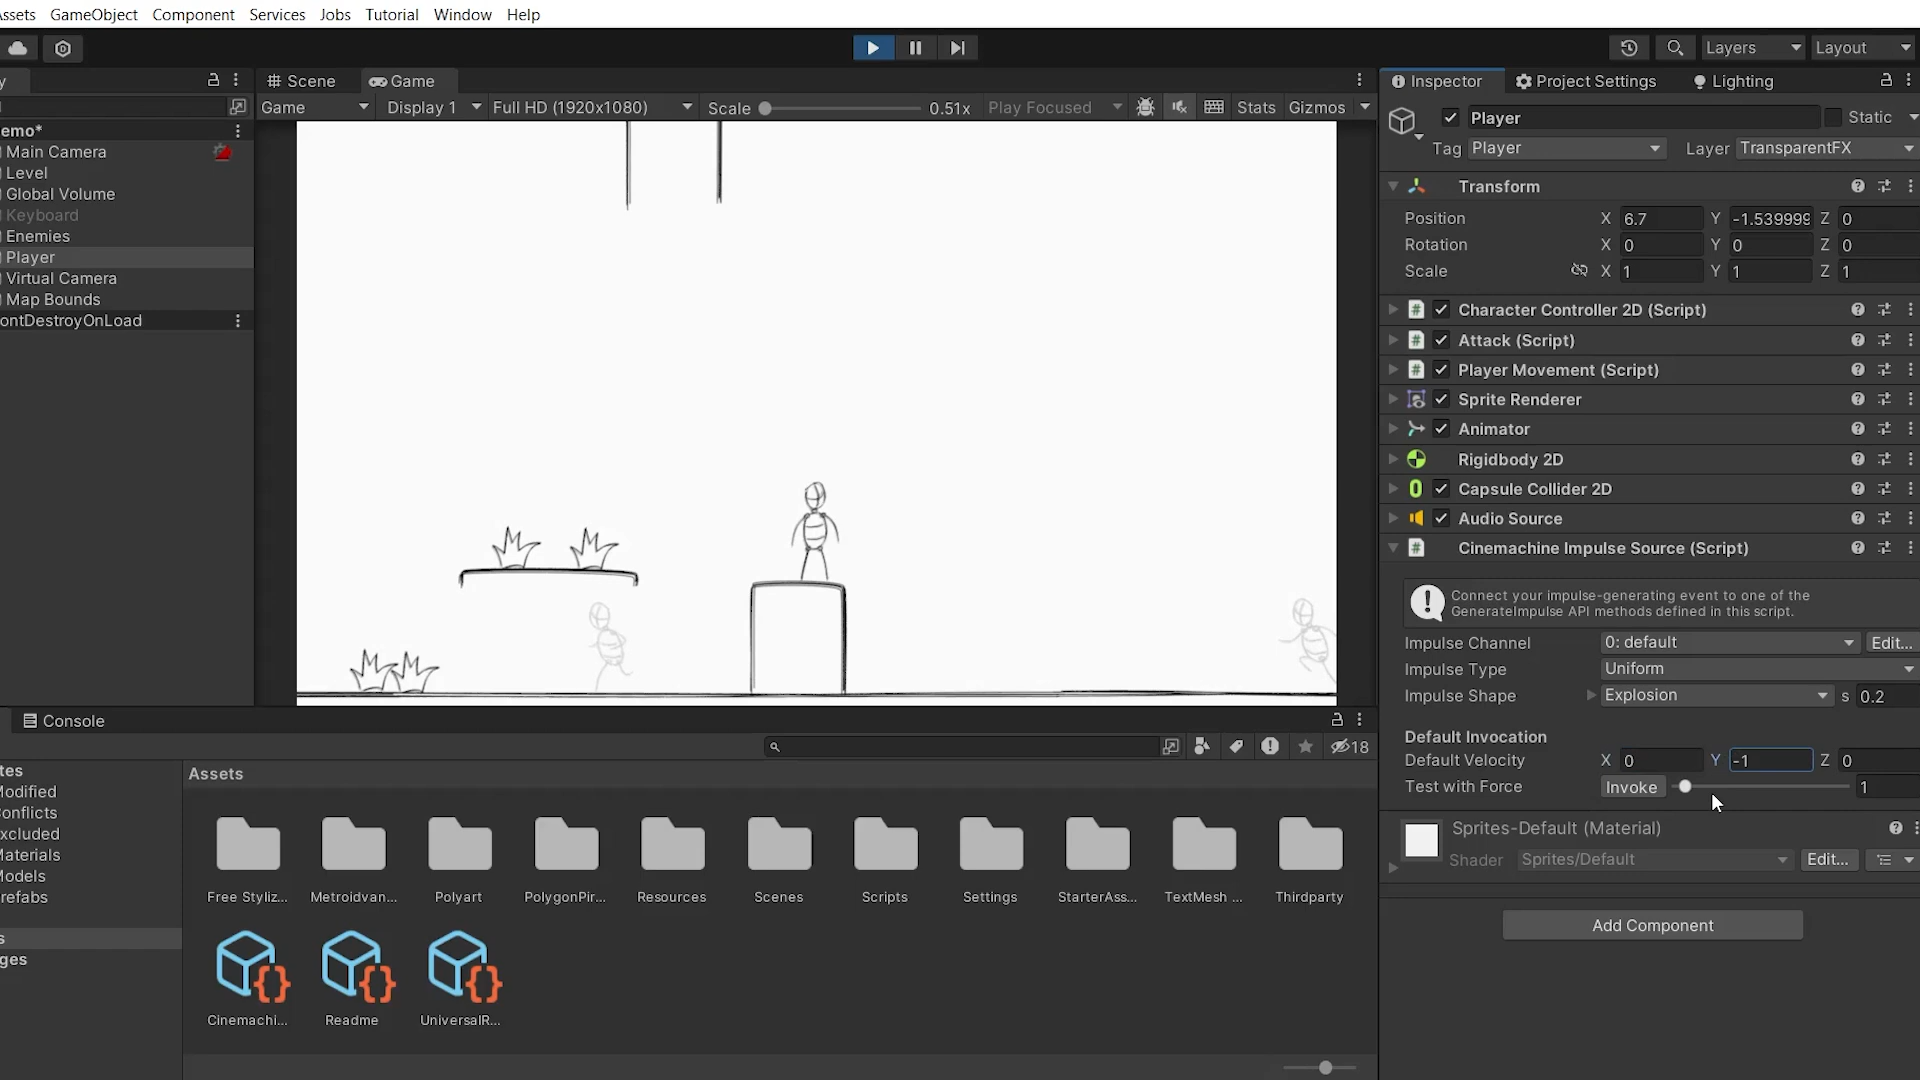 ssets GameObject Component Services Jobs Tutorial Window Help
Layers Layout
y
Scene Game
Inspector Project Settings Lighting
Game Display 1 Full HD (1920x1080) Scale 0.51x Play Focused Stats Gizmos
Player Static
Tag Player Layer TransparentFX
emo*
Main Camera
Level
Global Volume
Keyboard
Enemies
Player
Virtual Camera
Map Bounds
ontDestroyOnLoad
Transform
Position X 6.7 Y -1.539999 Z 0
Rotation X 0 Y 0 Z 0
Scale X 1 Y 1 Z 1
Character Controller 2D (Script)
Attack (Script)
Player Movement (Script)
Sprite Renderer
Animator
Rigidbody 2D
Capsule Collider 2D
Audio Source
Cinemachine Impulse Source (Script)
Connect your impulse-generating event to one of the
GenerateImpulse API methods defined in this script.
Impulse Channel 0: default Edit...
Impulse Type Uniform
Impulse Shape Explosion s 0.2
Default Invocation
Default Velocity X 0 Y -1 Z 0
Test with Force Invoke 1
Sprites-Default (Material)
Shader Sprites/Default Edit...
Add Component
Console
18
tes
Modified
onflicts
xcluded
Materials
Models
refabs
s
ges
Assets
Free Styliz... Metroidvan... Polyart PolygonPir... Resources Scenes Scripts Settings StarterAss... TextMesh ... Thirdparty
Cinemachi... Readme UniversalR...